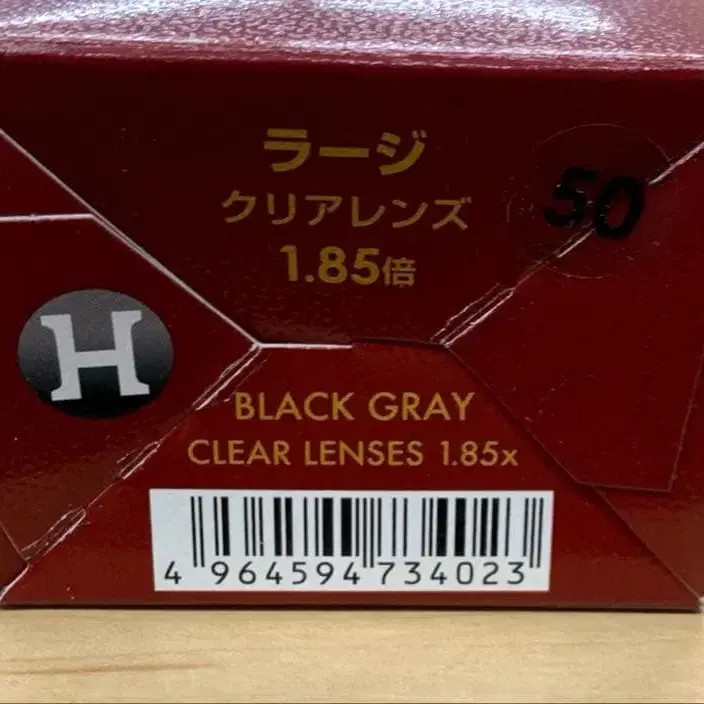 ラージ
クリアレンズ
1.85倍
50
H
BLACK GRAY
CLEAR LENSES 1.85x
4 964594 734023